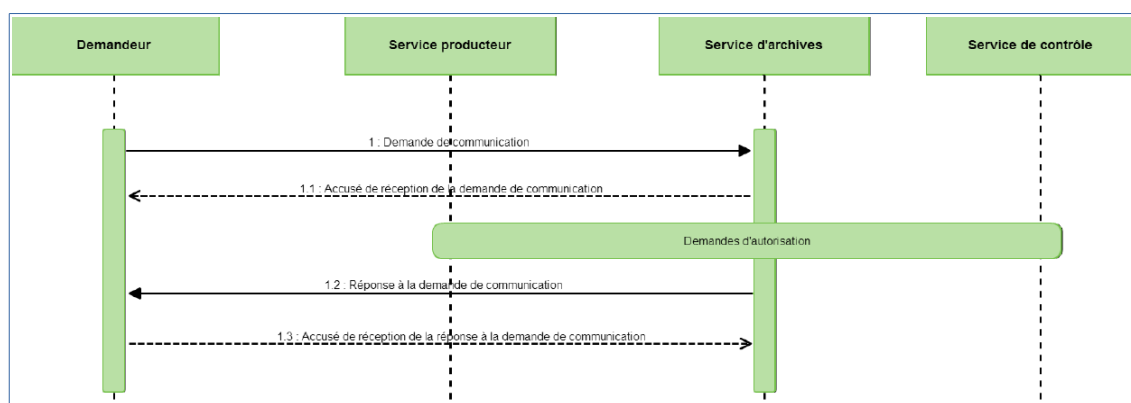 Demandeur
Service producteur
Service d'archives
Service de contrôle
1 : Demande de communication
1.1 : Accusé de réception de la demande de communication
Demandes d'autorisation
1.2 : Réponse à la demande de communication
1.3 : Accusé de réception de la réponse à la demande de communication